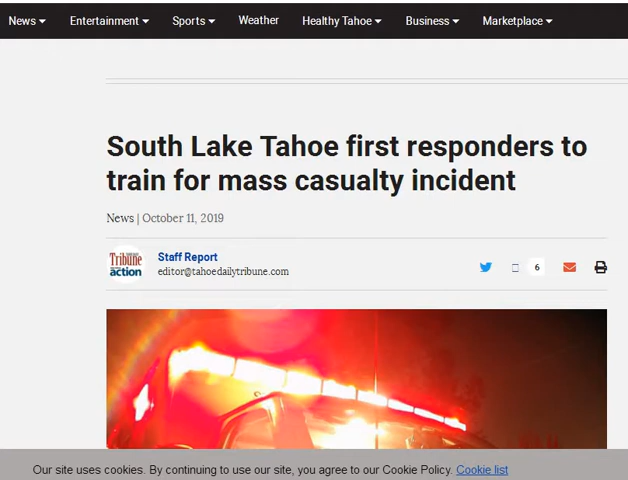 News Entertainment Sports Weather Healthy Tahoe Business Marketplace
South Lake Tahoe first responders to
train for mass casualty incident
News | October 11, 2019
Tribune
action
Staff Report
editor@tahoedailytribune.com
6
Our site uses cookies. By continuing to use our site, you agree to our Cookie Policy. Cookie list